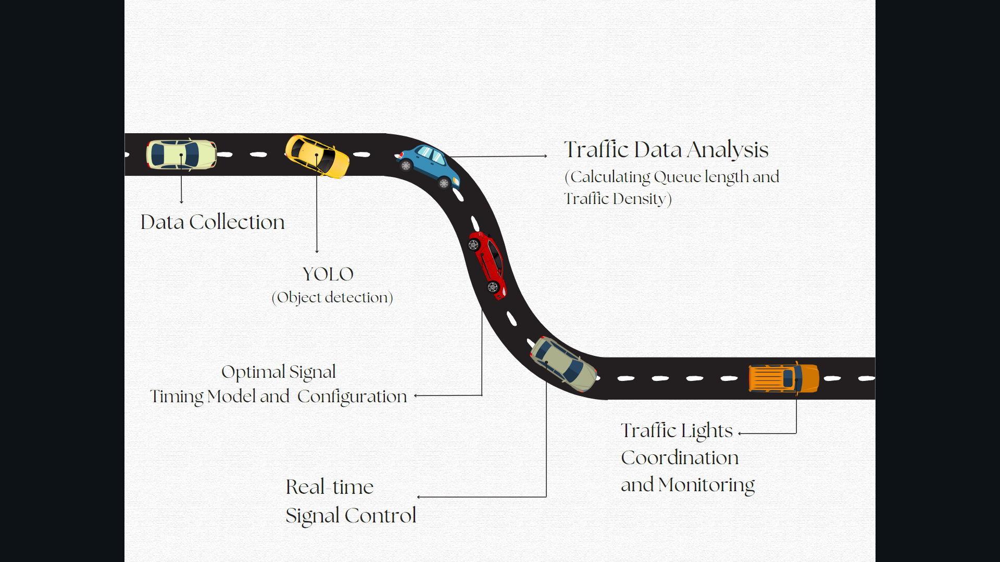 Data Collection
YOLO
(Object detection)
Traffic Data Analysis
(Calculating Queue length and
Traffic Density)
Optimal Signal
Timing Model and  Configuration
Real-time
Signal Control
Traffic Lights
Coordination
and Monitoring